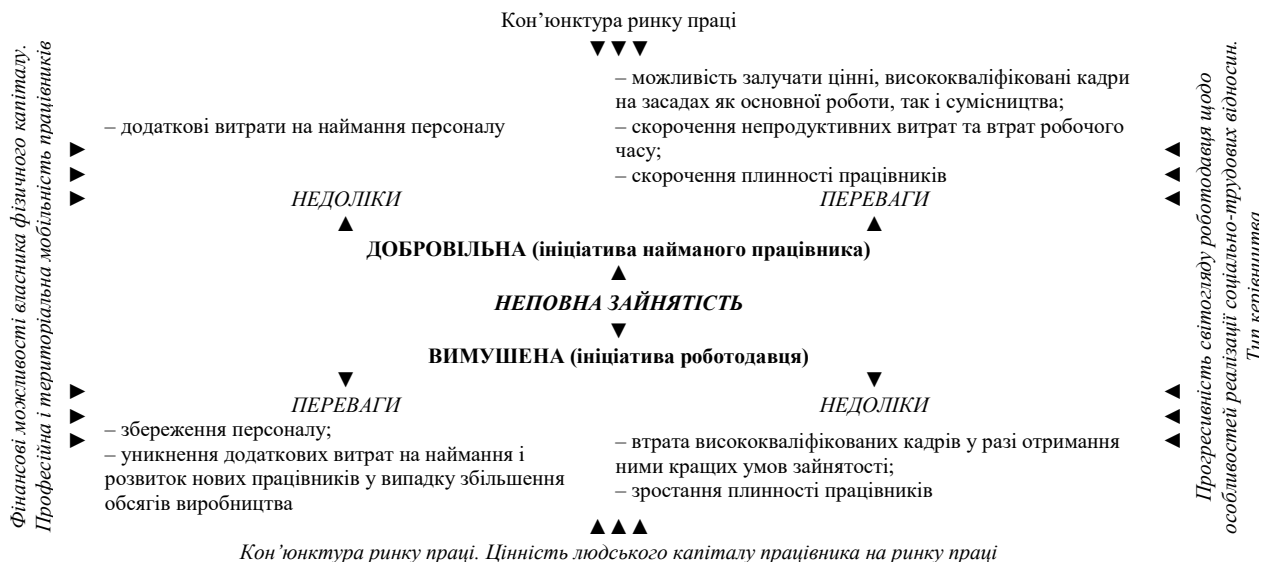 Кон’юнктура ринку праці
Фінансові можливості власника фізичного капіталу.
Професійна і територіальна мобільність працівників
– додаткові витрати на наймання персоналу
НЕДОЛІКИ
– можливість залучати цінні, висококваліфіковані кадри
на засадах як основної роботи, так і сумісництва;
– скорочення непродуктивних витрат та втрат робочого
часу;
– скорочення плинності працівників
ПЕРЕВАГИ
Прогресивність світогляду роботодавця щодо
особливостей реалізації соціально-трудових відносин.
Тип керівництва
ДОБРОВІЛЬНА (ініціатива найманого працівника)
НЕПОВНА ЗАЙНЯТІСТЬ
ВИМУШЕНА (ініціатива роботодавця)
ПЕРЕВАГИ
– збереження персоналу;
– уникнення додаткових витрат на наймання і
розвиток нових працівників у випадку збільшення
обсягів виробництва
НЕДОЛІКИ
– втрата висококваліфікованих кадрів у разі отримання
ними кращих умов зайнятості;
– зростання плинності працівників
Кон’юнктура ринку праці. Цінність людського капіталу працівника на ринку праці